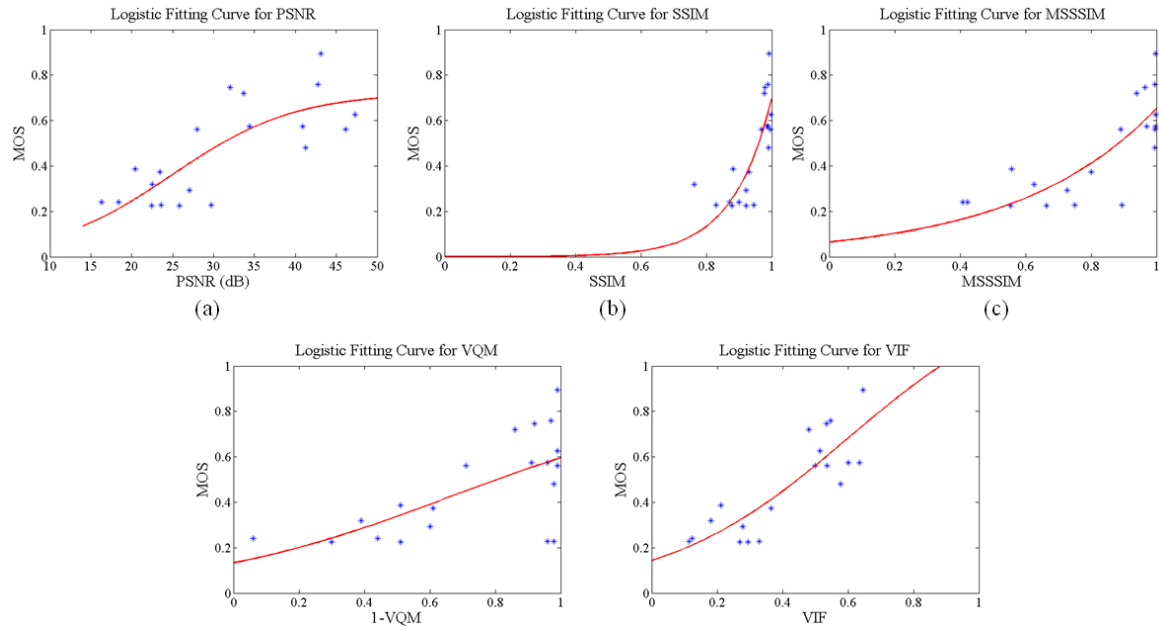 Logistic Fitting Curve for PSNR
1
0.8
0.6
0.4
0.2
0
MOS
10 15 20 25 30 35 40 45 50
PSNR (dB)
(a)
Logistic Fitting Curve for SSIM
1
0.8
0.6
0.4
0.2
0
MOS
0 0.2 0.4 0.6 0.8 1
SSIM
(b)
Logistic Fitting Curve for MSSSIM
1
0.8
0.6
0.4
0.2
0
MOS
0 0.2 0.4 0.6 0.8 1
MSSSIM
(c)
Logistic Fitting Curve for VQM
1
0.8
0.6
0.4
0.2
0
MOS
0 0.2 0.4 0.6 0.8 1
1-VQM
Logistic Fitting Curve for VIF
1
0.8
0.6
0.4
0.2
0
MOS
0 0.2 0.4 0.6 0.8 1
VIF